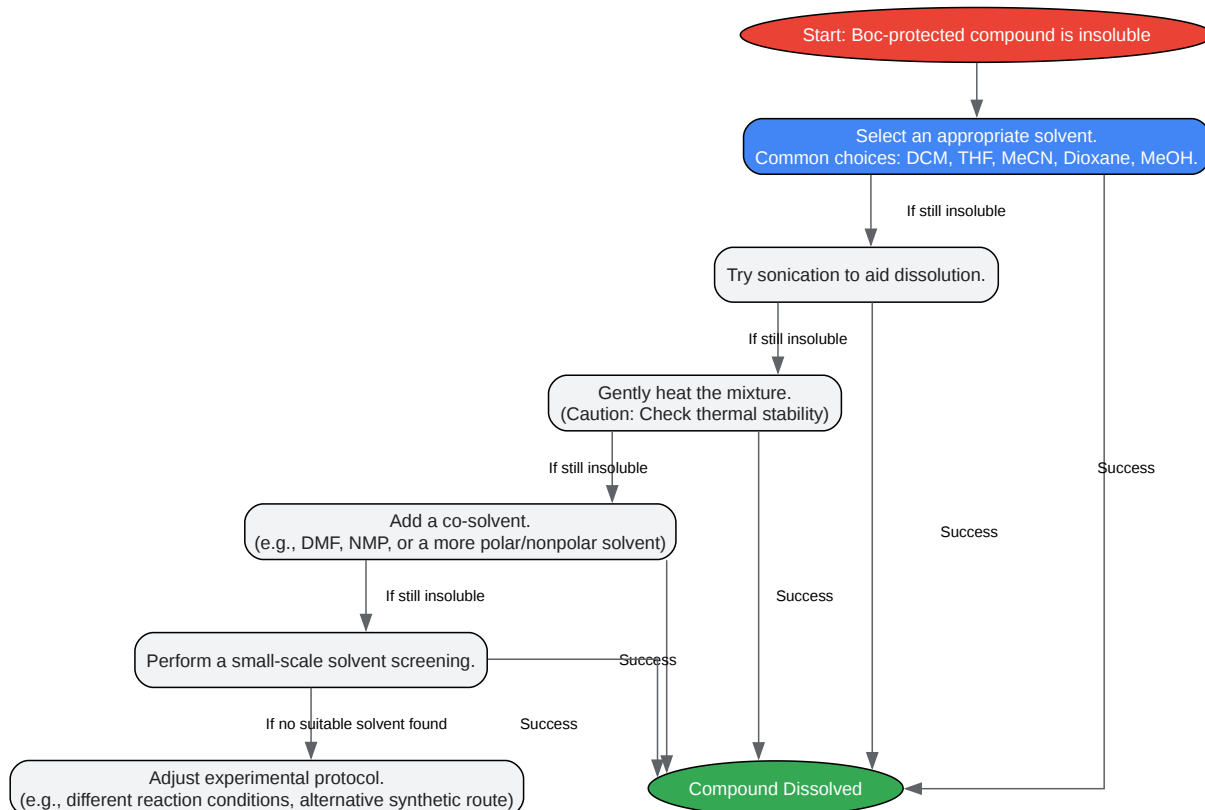 Start: Boc-protected compound is insoluble
Select an appropriate solvent.
Common choices: DCM, THF, MeCN, Dioxane, MeOH.
If still insoluble
Try sonication to aid dissolution.
If still insoluble
Gently heat the mixture.
(Caution: Check thermal stability)
If still insoluble
Success
Add a co-solvent.
(e.g., DMF, NMP, or a more polar/nonpolar solvent)
Success
If still insoluble
Success
Perform a small-scale solvent screening.
Success
If no suitable solvent found
Success
Adjust experimental protocol.
(e.g., different reaction conditions, alternative synthetic route)
Compound Dissolved